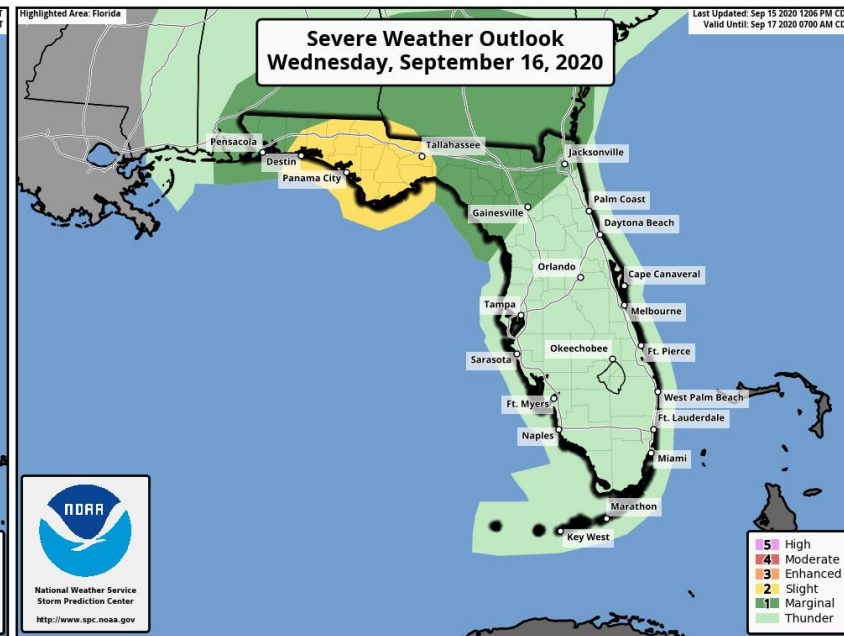 Highlighted Area: Florida
Last Updated: Sep 15 2020 1206 PM CD
Valid Until: Sep 17 2020 0700 AM CD
Severe Weather Outlook
Wednesday, September 16, 2020
Pensacola
Destin
Panama City
Tallahassee
Jacksonville
Gainesville
Palm Coast
Daytona Beach
Orlando
Cape Canaveral
Tampa
Melbourne
Okeechobee
Ft. Pierce
Sarasota
Ft. Myers
West Palm Beach
Ft. Lauderdale
Naples
Miami
Marathon
Key West
NOAA
National Weather Service
Storm Prediction Center
http://www.spc.noaa.gov
5 High
4 Moderate
3 Enhanced
2 Slight
1 Marginal
Thunder